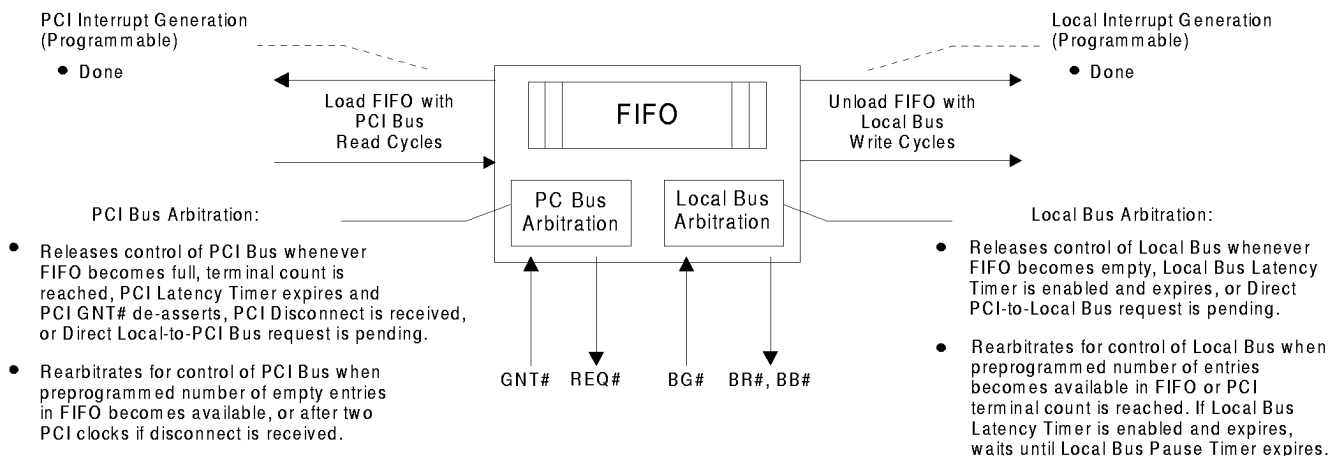 PCI Interrupt Generation
(Programmable)
• Done
Local Interrupt Generation
(Programmable)
• Done
Load FIFO with
PCI Bus
Read Cycles
FIFO
Unload FIFO with
Local Bus
Write Cycles
PC Bus
Arbitration
Local Bus
Arbitration
PCI Bus Arbitration:
• Releases control of PCI Bus whenever
FIFO becomes full, terminal count is
reached, PCI Latency Timer expires and
PCI GNT# de-asserts, PCI Disconnect is received,
or Direct Local-to-PCI Bus request is pending.
• Rearbitrates for control of PCI Bus when
preprogrammed number of empty entries
in FIFO becomes available, or after two
PCI clocks if disconnect is received.
GNT# REQ# BG# BR#, BB#
Local Bus Arbitration:
• Releases control of Local Bus whenever
FIFO becomes empty, Local Bus Latency
Timer is enabled and expires, or Direct
PCI-to-Local Bus request is pending.
• Rearbitrates for control of Local Bus when
preprogrammed number of entries
becomes available in FIFO or PCI
terminal count is reached. If Local Bus
Latency Timer is enabled and expires,
waits until Local Bus Pause Timer expires.